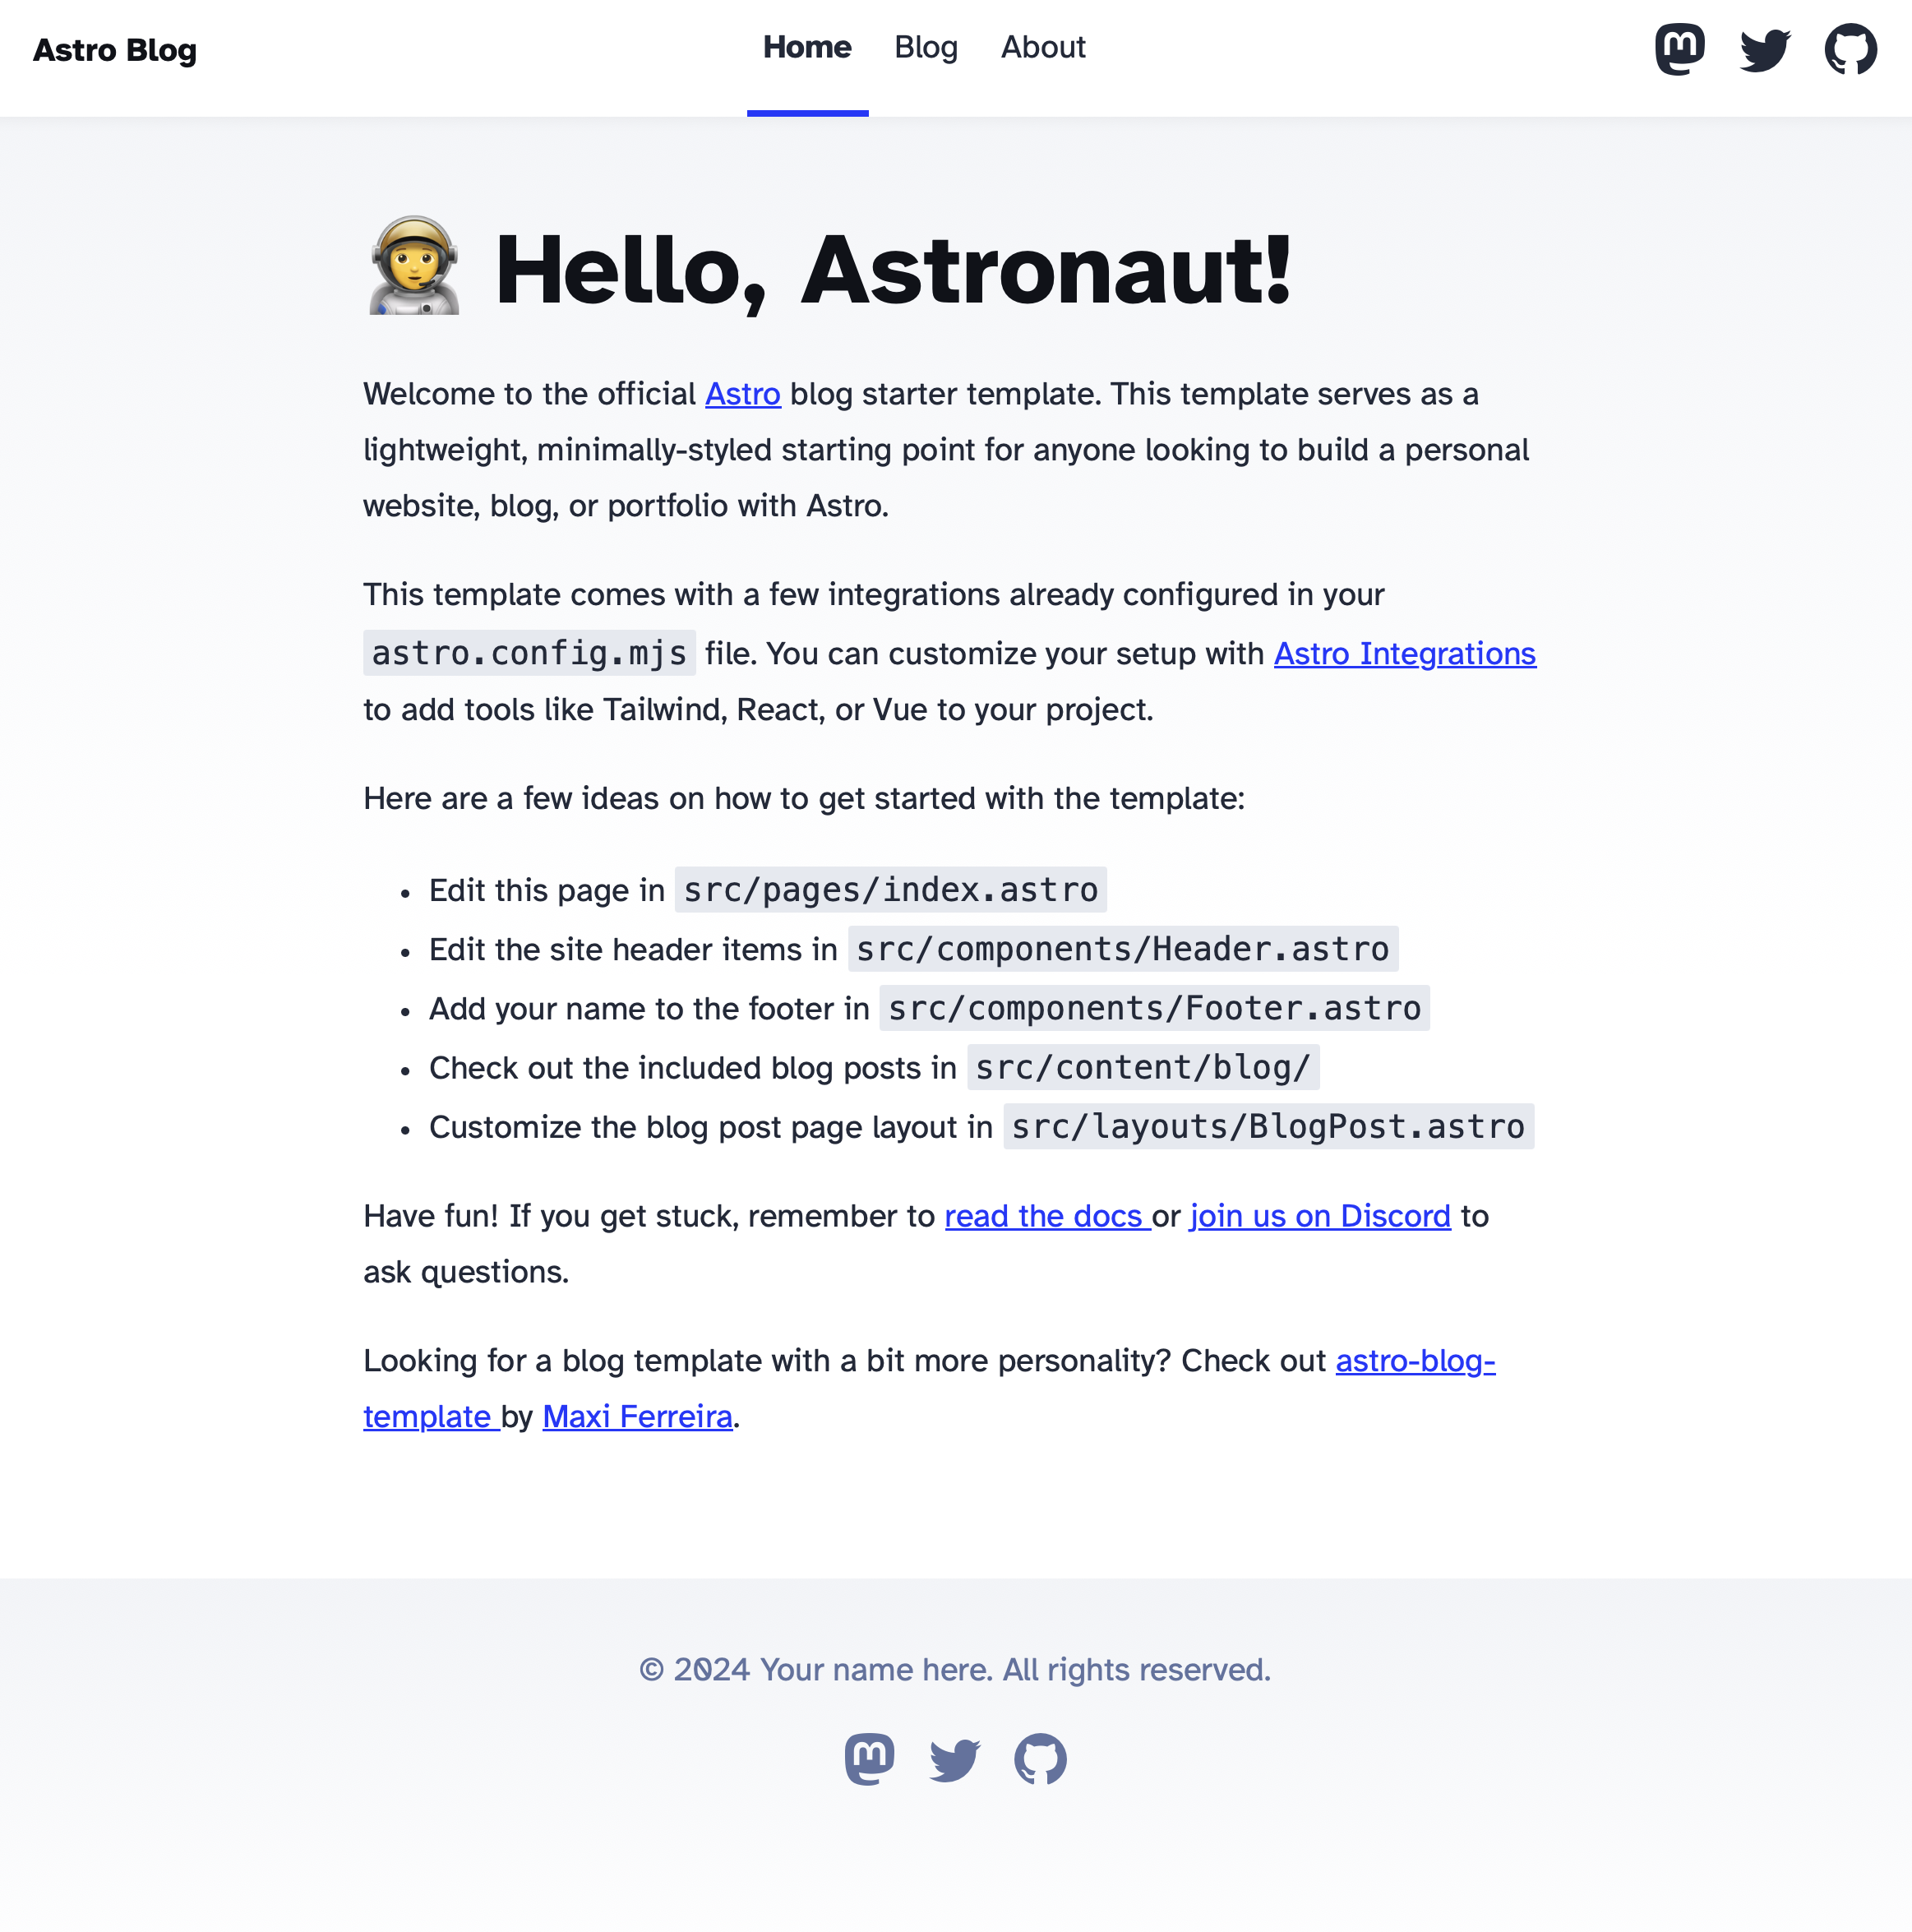 Astro Blog
Home Blog About
🧑‍🚀 Hello, Astronaut!
Welcome to the official Astro blog starter template. This template serves as a
lightweight, minimally-styled starting point for anyone looking to build a personal
website, blog, or portfolio with Astro.
This template comes with a few integrations already configured in your
astro.config.mjs file. You can customize your setup with Astro Integrations
to add tools like Tailwind, React, or Vue to your project.
Here are a few ideas on how to get started with the template:
• Edit this page in src/pages/index.astro
• Edit the site header items in src/components/Header.astro
• Add your name to the footer in src/components/Footer.astro
• Check out the included blog posts in src/content/blog/
• Customize the blog post page layout in src/layouts/BlogPost.astro
Have fun! If you get stuck, remember to read the docs or join us on Discord to
ask questions.
Looking for a blog template with a bit more personality? Check out astro-blog-
template by Maxi Ferreira.
© 2024 Your name here. All rights reserved.